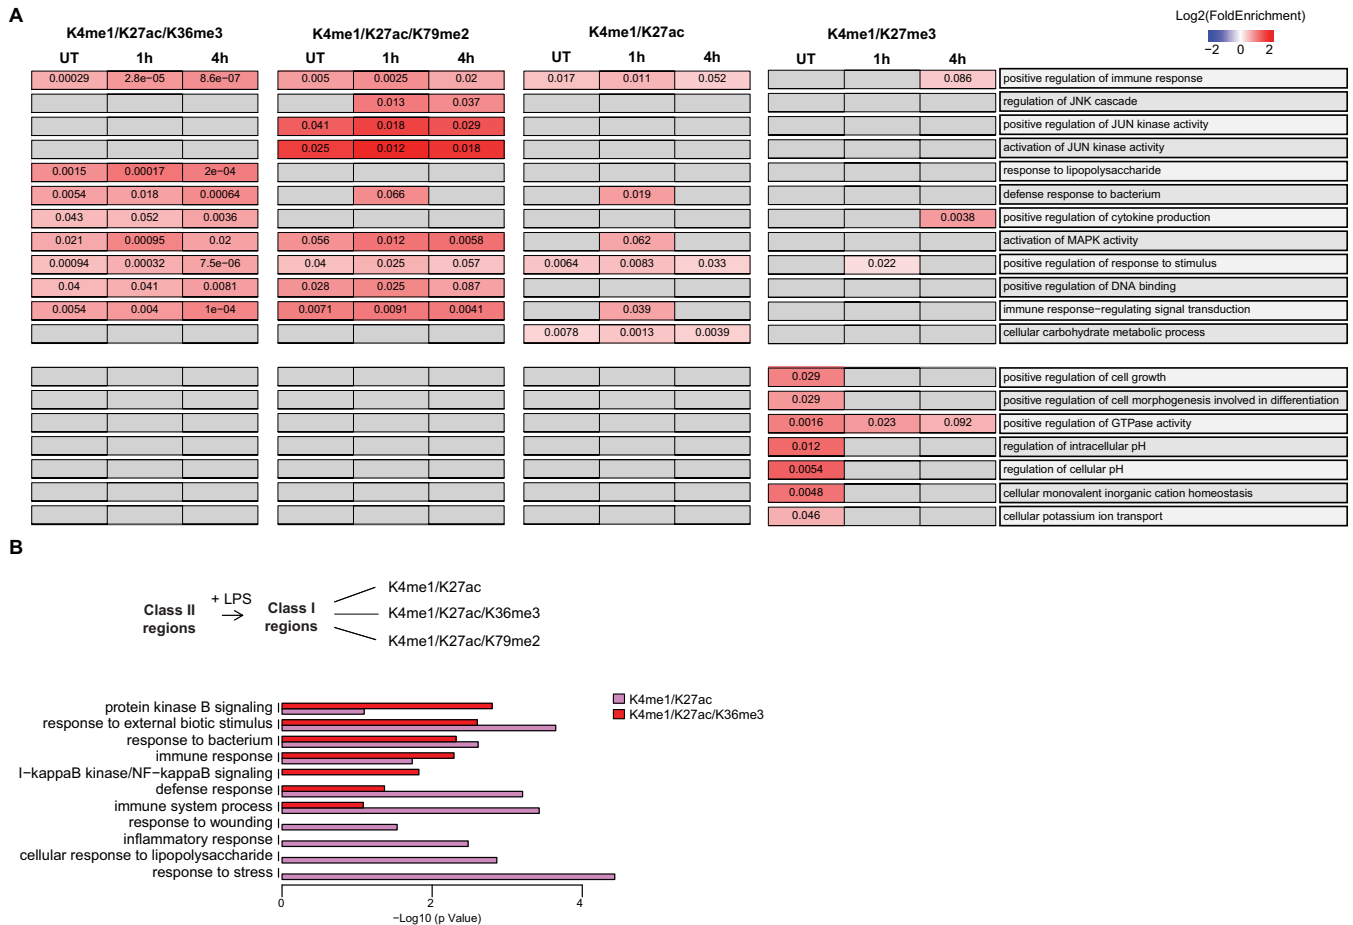 A
Log2(FoldEnrichment)
−2 0 2
K4me1/K27ac/K36me3 K4me1/K27ac/K79me2 K4me1/K27ac K4me1/K27me3
UT 1h 4h UT 1h 4h UT 1h 4h UT 1h 4h
0.00029 2.8e−05 8.6e−07 0.005 0.0025 0.02 0.017 0.011 0.052 0.086 positive regulation of immune response
0.013 0.037 regulation of JNK cascade
0.041 0.018 0.029 positive regulation of JUN kinase activity
0.025 0.012 0.018 activation of JUN kinase activity
0.0015 0.00017 2e−04 response to lipopolysaccharide
0.0054 0.018 0.00064 0.066 0.019 defense response to bacterium
0.043 0.052 0.0036 0.0038 positive regulation of cytokine production
0.021 0.00095 0.02 0.056 0.012 0.0058 0.062 activation of MAPK activity
0.00094 0.00032 7.5e−06 0.04 0.025 0.057 0.0064 0.0083 0.033 0.022 positive regulation of response to stimulus
0.04 0.041 0.0081 0.028 0.025 0.087 positive regulation of DNA binding
0.0054 0.004 1e−04 0.0071 0.0091 0.0041 0.039 immune response−regulating signal transduction
0.0078 0.0013 0.0039 cellular carbohydrate metabolic process
0.029 positive regulation of cell growth
0.029 positive regulation of cell morphogenesis involved in differentiation
0.0016 0.023 0.092 positive regulation of GTPase activity
0.012 regulation of intracellular pH
0.0054 regulation of cellular pH
0.0048 cellular monovalent inorganic cation homeostasis
0.046 cellular potassium ion transport
B
Class II regions
+ LPS
Class I regions
K4me1/K27ac
K4me1/K27ac/K36me3
K4me1/K27ac/K79me2
K4me1/K27ac
K4me1/K27ac/K36me3
protein kinase B signaling
response to external biotic stimulus
response to bacterium
immune response
I−kappaB kinase/NF−kappaB signaling
defense response
immune system process
response to wounding
inflammatory response
cellular response to lipopolysaccharide
response to stress
0 2 4
−Log10 (p Value)